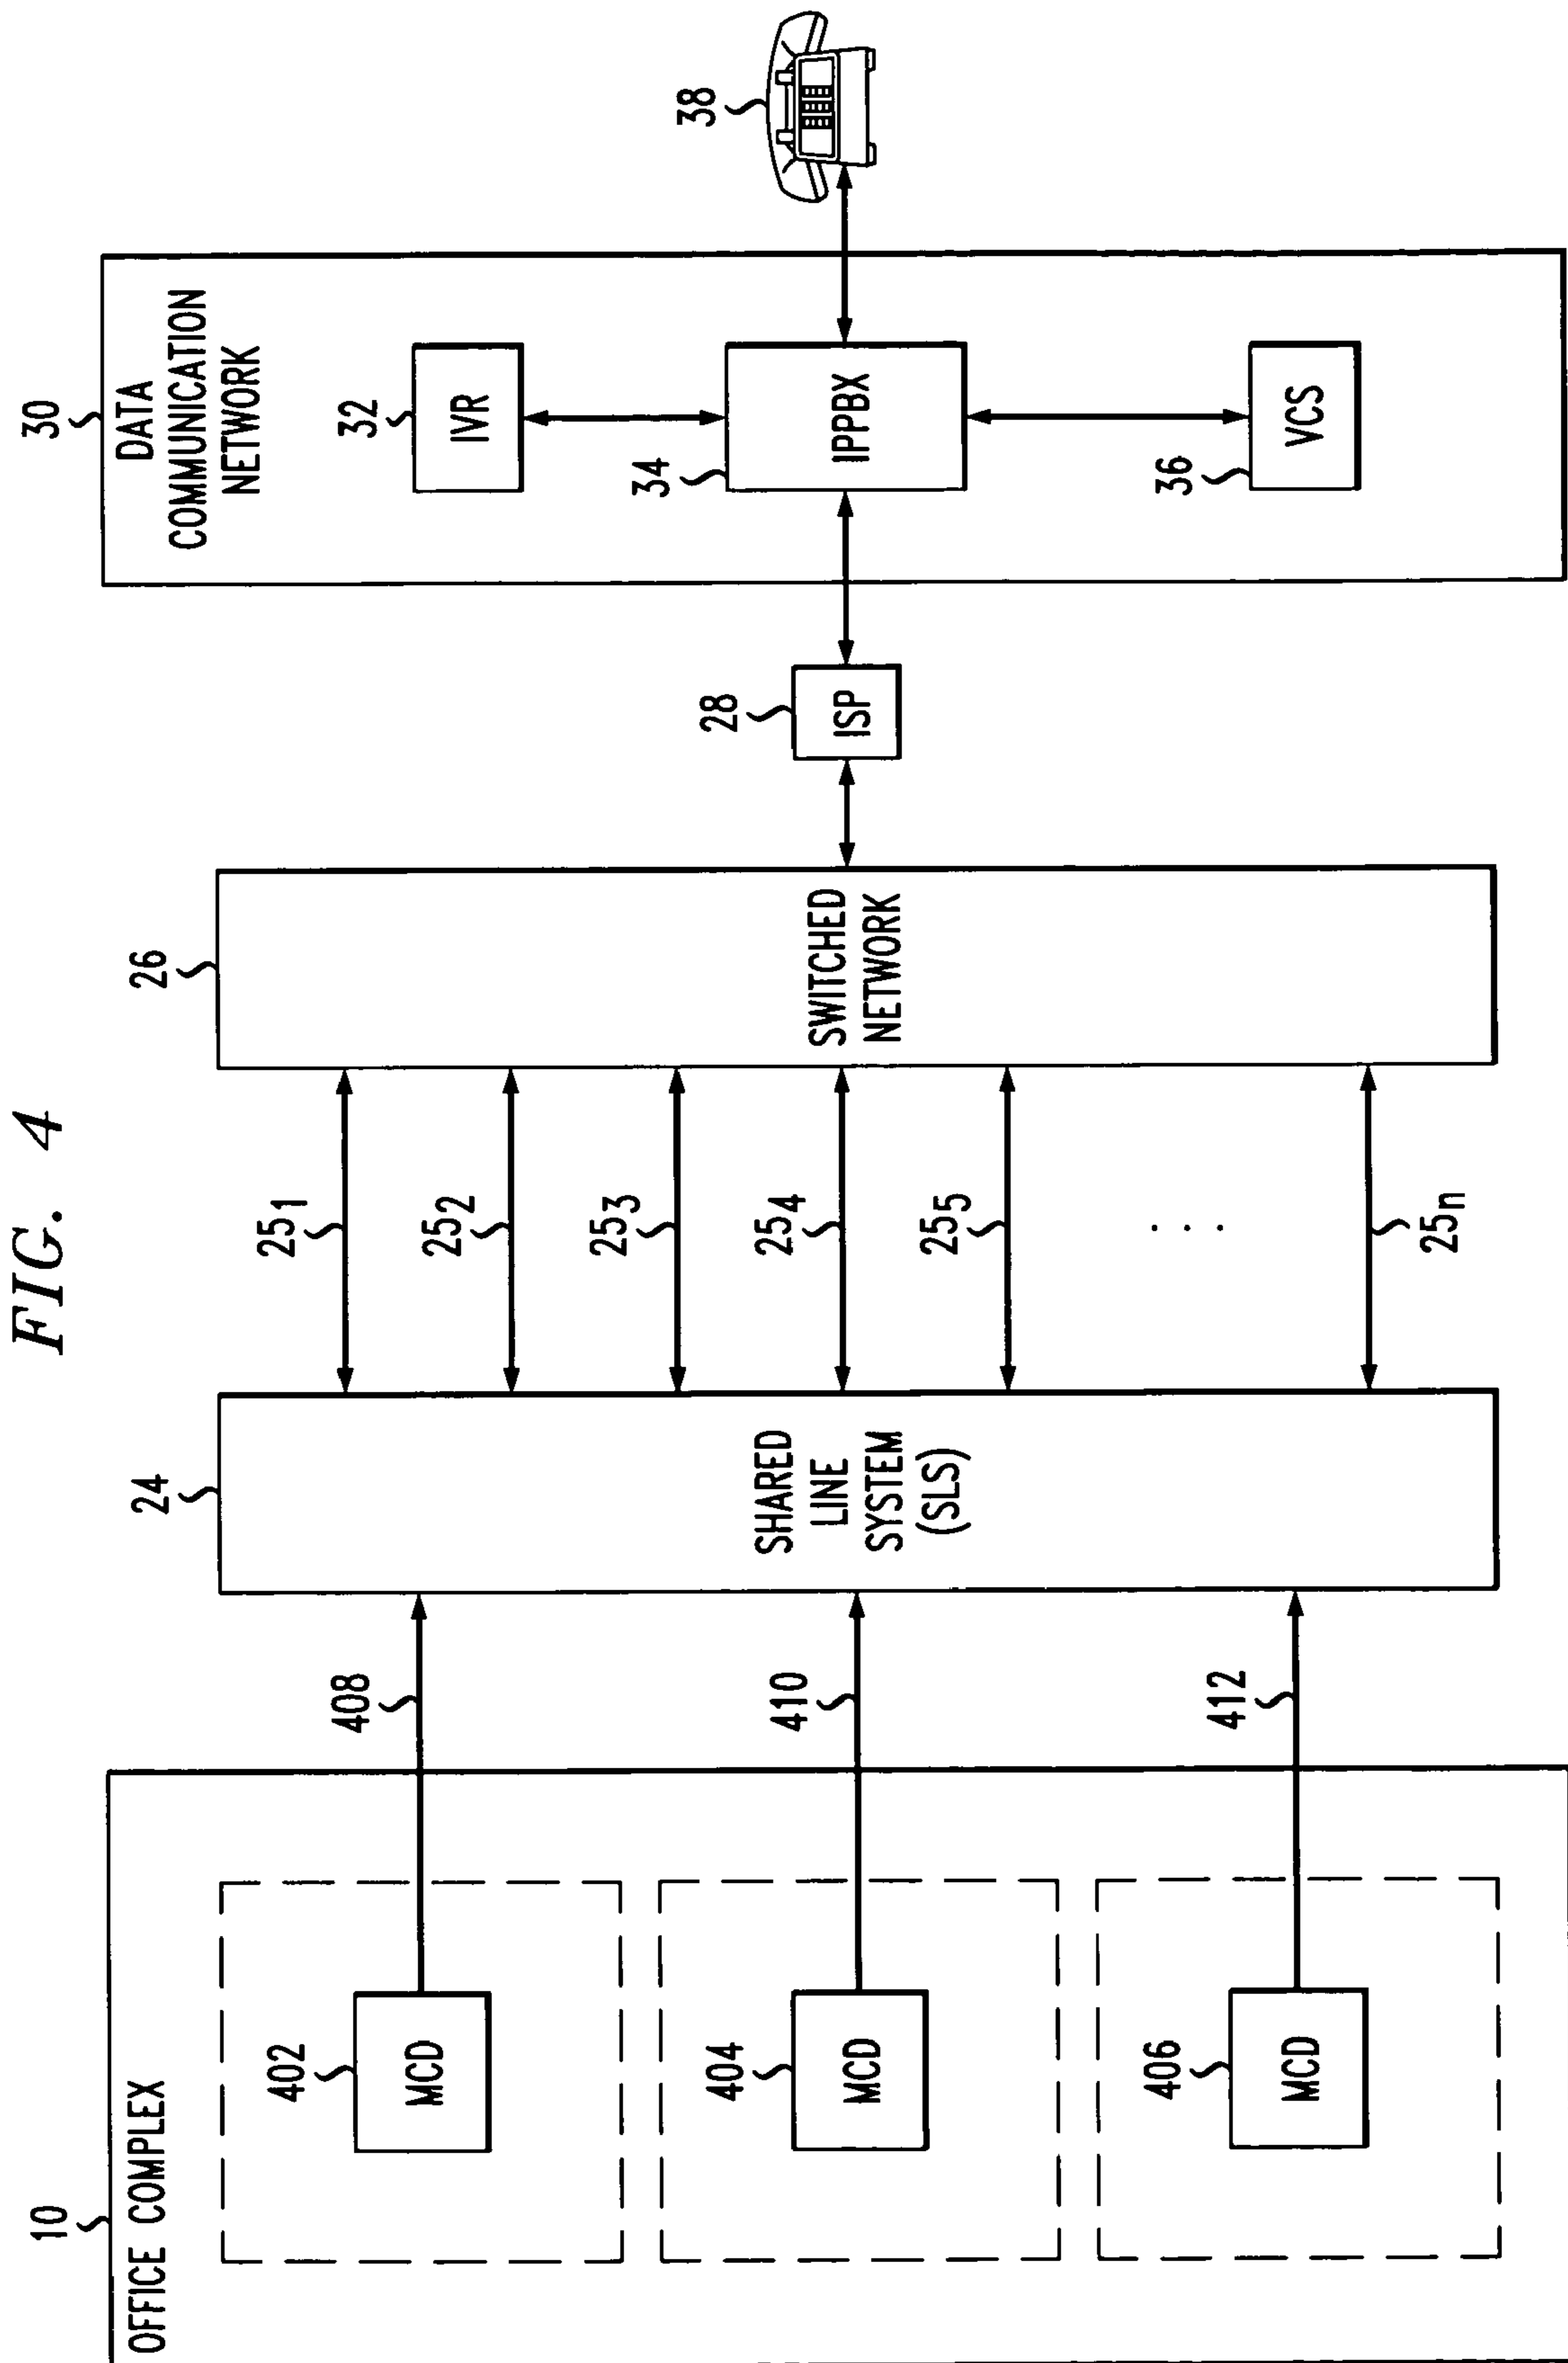 FIG. 4
10
OFFICE COMPLEX
402
MCD
404
MCD
406
MCD
408
410
412
24
SHARED
LINE
SYSTEM
(SLS)
25₁
25₂
25₃
25₄
25₅
. . .
25ₙ
26
SWITCHED
NETWORK
28
ISP
30
DATA
COMMUNICATION
NETWORK
32
IVR
34
IPPBX
36
VCS
38